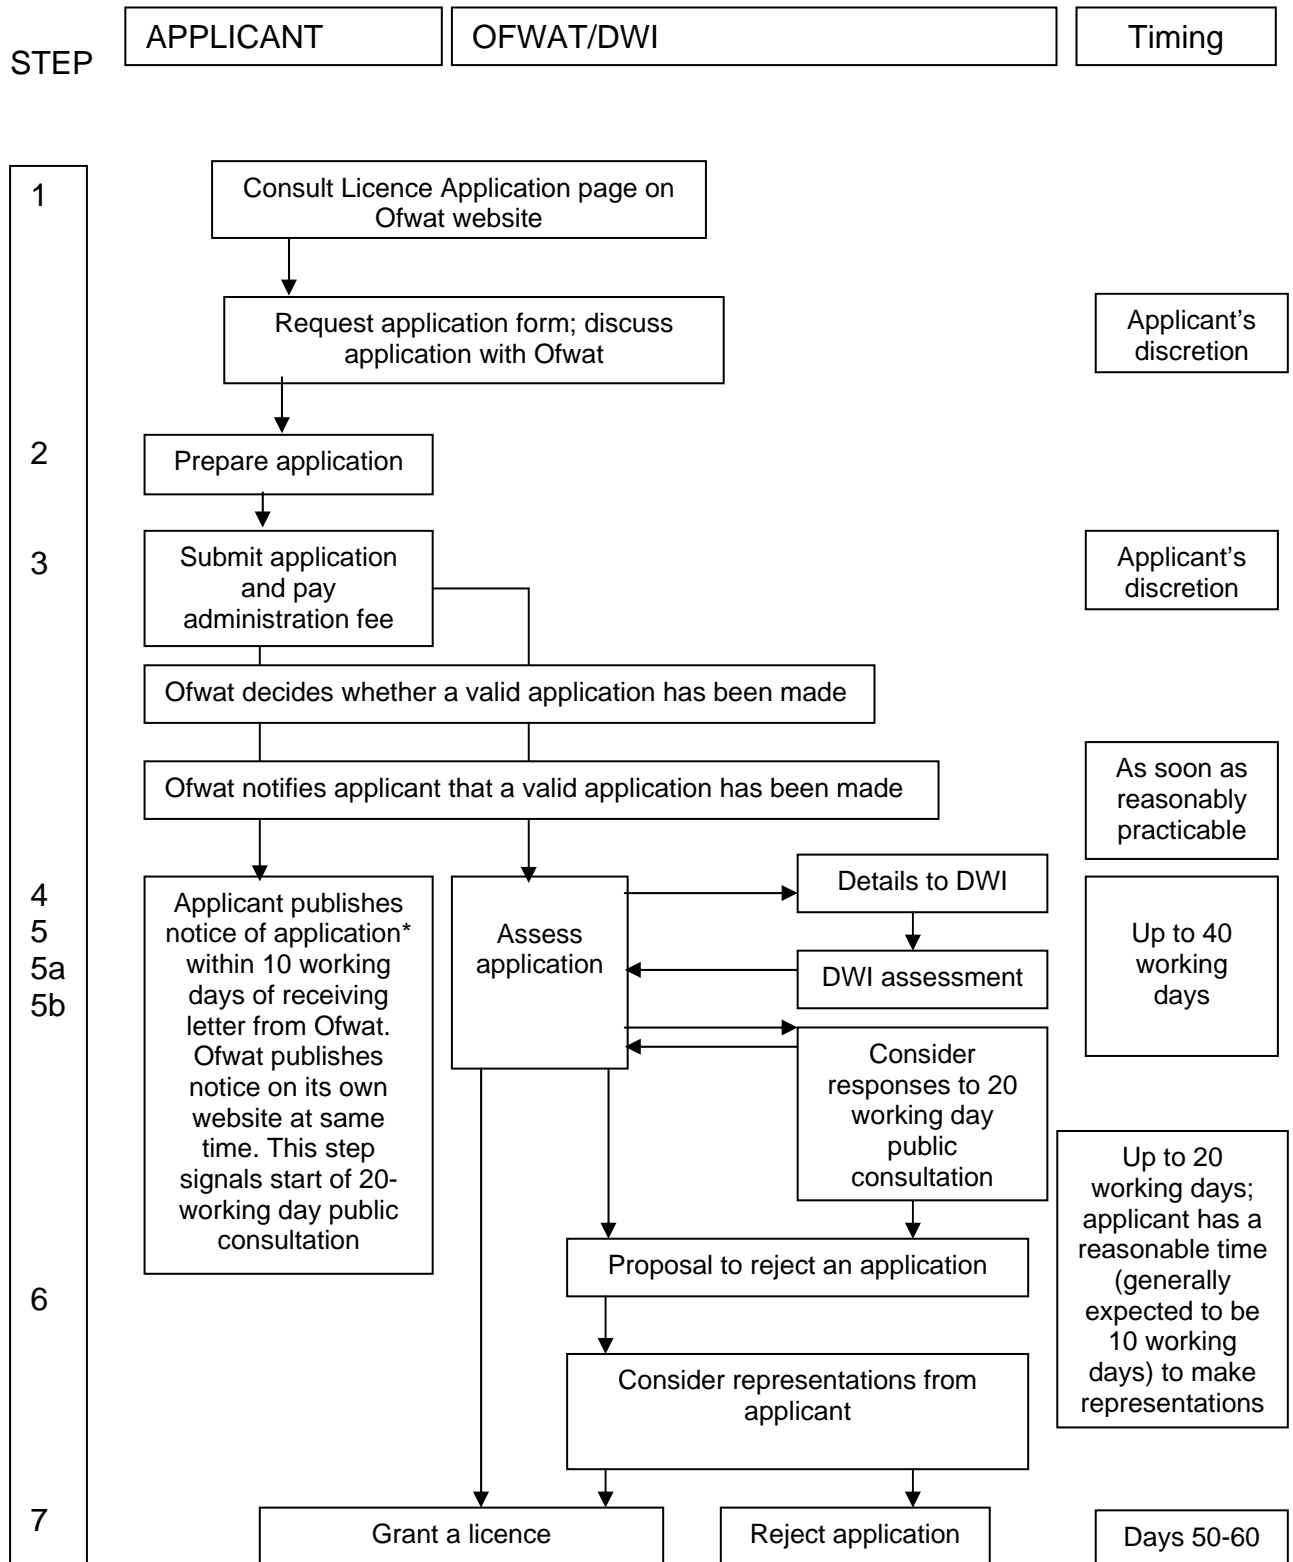 STEP
APPLICANT
OFWAT/DWI
Timing
1
Consult Licence Application page on
Ofwat website
Request application form; discuss
application with Ofwat
Applicant's
discretion
2
Prepare application
3
Submit application
and pay
administration fee
Applicant's
discretion
Ofwat decides whether a valid application has been made
Ofwat notifies applicant that a valid application has been made
As soon as
reasonably
practicable
4
5
5a
5b
Applicant publishes
notice of application*
within 10 working
days of receiving
letter from Ofwat.
Ofwat publishes
notice on its own
website at same
time. This step
signals start of 20-
working day public
consultation
Assess
application
Details to DWI
DWI assessment
Consider
responses to 20
working day
public
consultation
Up to 40
working
days
Proposal to reject an application
6
Consider representations from
applicant
Up to 20
working days;
applicant has a
reasonable time
(generally
expected to be
10 working
days) to make
representations
7
Grant a licence
Reject application
Days 50-60